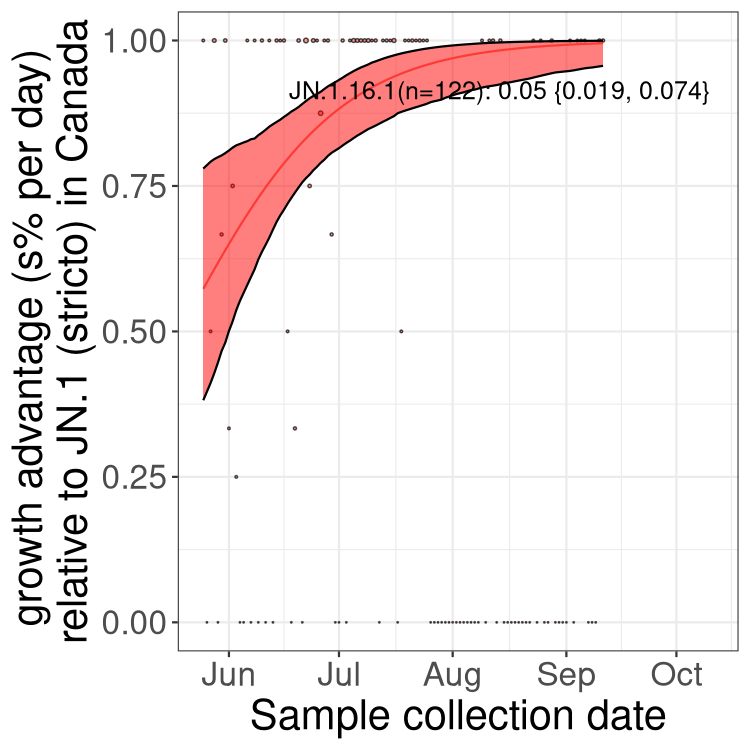 growth advantage (s% per day)
relative to JN.1 (stricto) in Canada
1.00
0.75
0.50
0.25
0.00
JN.1.16.1(n=122): 0.05 {0.019, 0.074}
Jun Jul Aug Sep Oct
Sample collection date